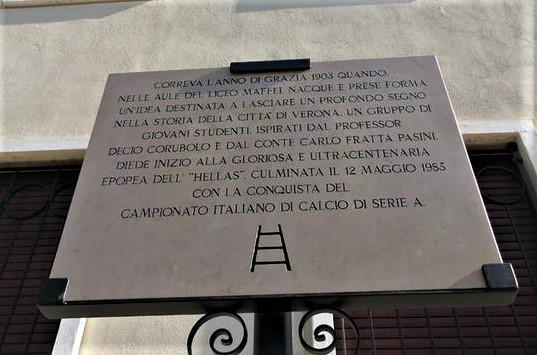 CORREVA L'ANNO DI GRAZIA 1903 QUANDO,
NELLE AULE DEL LICEO MAFFEI, NACQUE E PRESE FORMA
UN'IDEA DESTINATA A LASCIARE UN PROFONDO SEGNO
NELLA STORIA DELLA CITTA' DI VERONA. UN GRUPPO DI
GIOVANI STUDENTI, ISPIRATI DAL PROFESSOR
DECIO CORUBOLO E DAL CONTE CARLO FRATTA PASINI,
DIEDE INIZIO ALLA GLORIOSA E ULTRACENTENARIA
EPOPEA DELL' "HELLAS", CULMINATA IL 12 MAGGIO 1985
CON LA CONQUISTA DEL
CAMPIONATO ITALIANO DI CALCIO DI SERIE A.